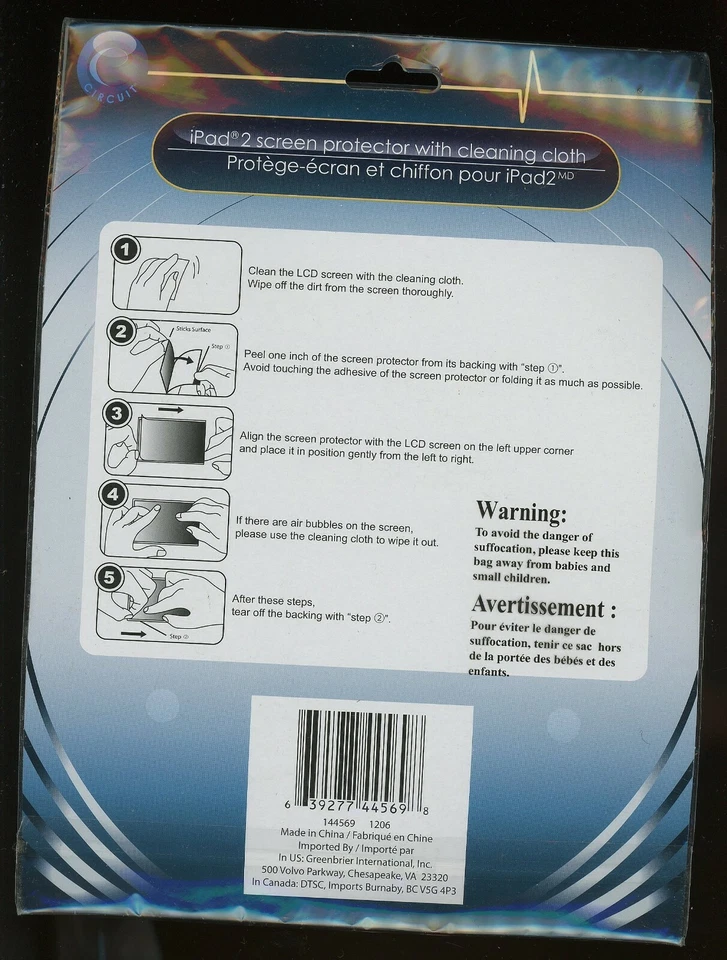 CIRCUIT
iPad® 2 screen protector with cleaning cloth
Protège-écran et chiffon pour iPad2 MD
1
Clean the LCD screen with the cleaning cloth.
Wipe off the dirt from the screen thoroughly.
2
Sticks Surface
Step ①
Peel one inch of the screen protector from its backing with “step ①”.
Avoid touching the adhesive of the screen protector or folding it as much as possible.
3
Align the screen protector with the LCD screen on the left upper corner
and place it in position gently from the left to right.
4
If there are air bubbles on the screen,
please use the cleaning cloth to wipe it out.
5
Step ②
After these steps,
tear off the backing with “step ②”.
Warning:
To avoid the danger of
suffocation, please keep this
bag away from babies and
small children.
Avertissement :
Pour éviter le danger de
suffocation, tenir ce sac hors
de la portée des bébés et des
enfants.
6 39277 44569 8
144569 1206
Made in China / Fabriqué en Chine
Imported By / Importé par
In US: Greenbrier International, Inc.
500 Volvo Parkway, Chesapeake, VA 23320
In Canada: DTSC, Imports Burnaby, BC V5G 4P3